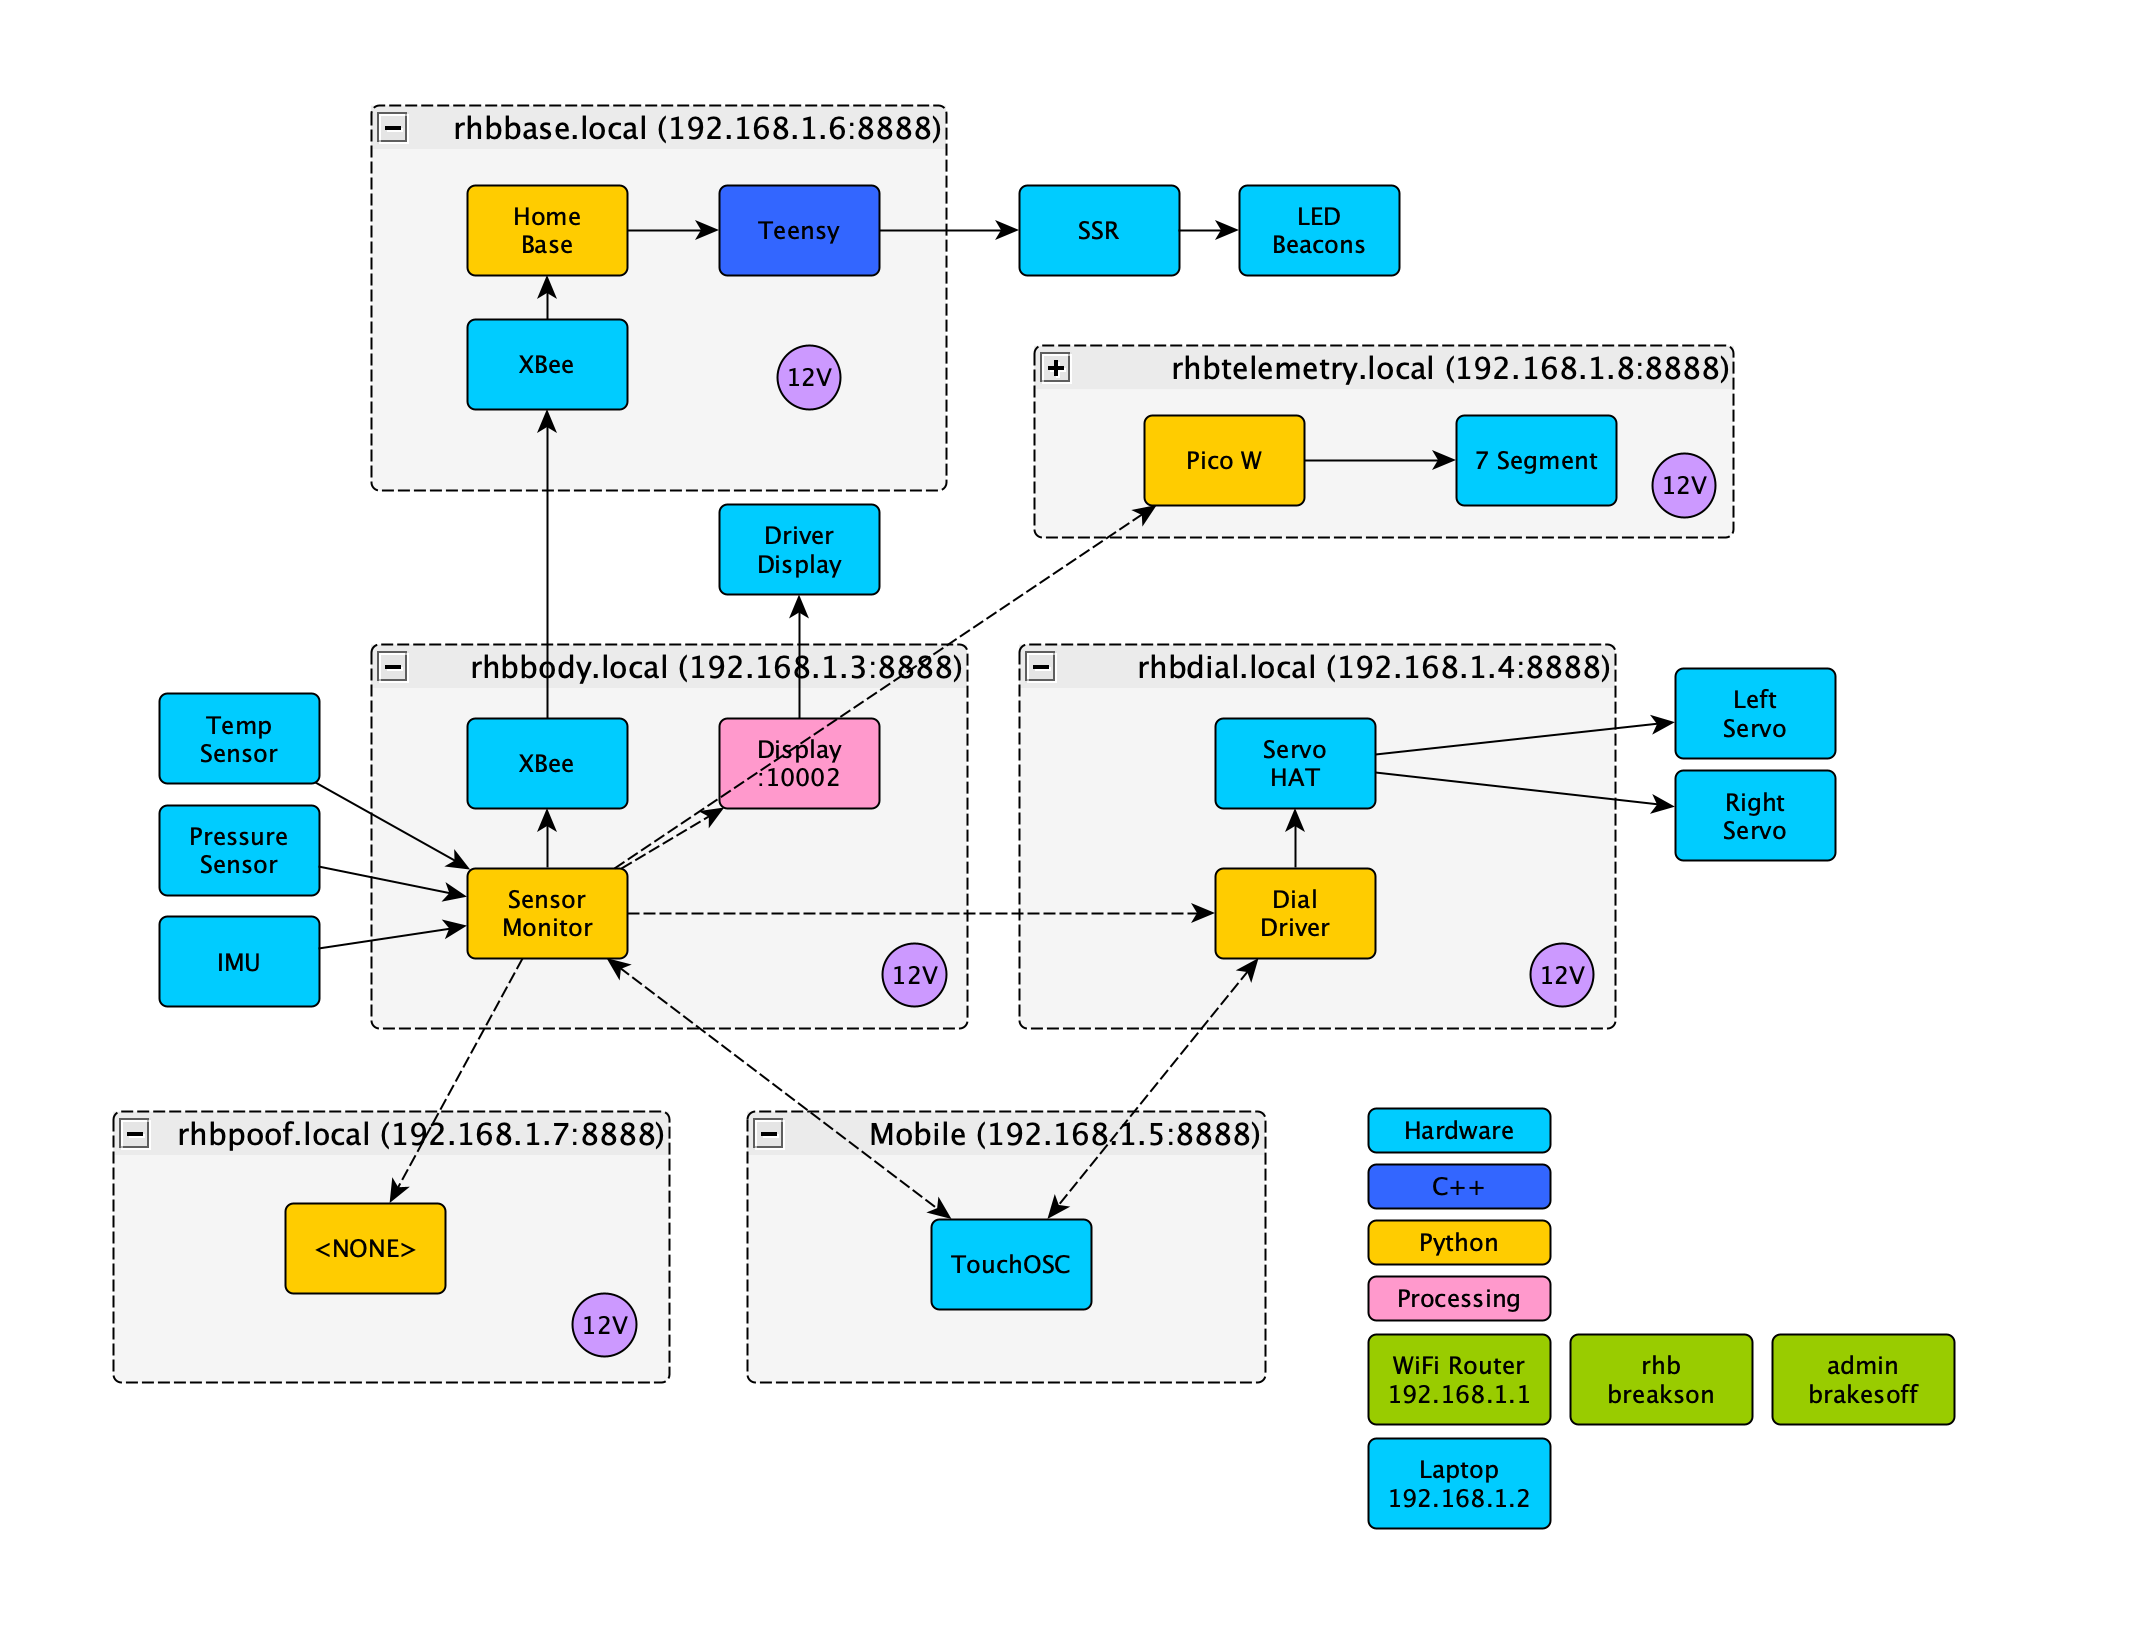 rhbbase.local (192.168.1.6:8888)
Home
Base
Teensy
SSR
LED
Beacons
XBee
12V
rhbtelemetry.local (192.168.1.8:8888)
Pico W
7 Segment
12V
Driver
Display
rhbbody.local (192.168.1.3:8888)
Temp
Sensor
Pressure
Sensor
IMU
XBee
Display
:10002
Sensor
Monitor
12V
rhbdial.local (192.168.1.4:8888)
Servo
HAT
Dial
Driver
12V
Left
Servo
Right
Servo
rhbpoof.local (192.168.1.7:8888)
<NONE>
12V
Mobile (192.168.1.5:8888)
TouchOSC
Hardware
C++
Python
Processing
WiFi Router
192.168.1.1
rhb
breakson
admin
brakesoff
Laptop
192.168.1.2